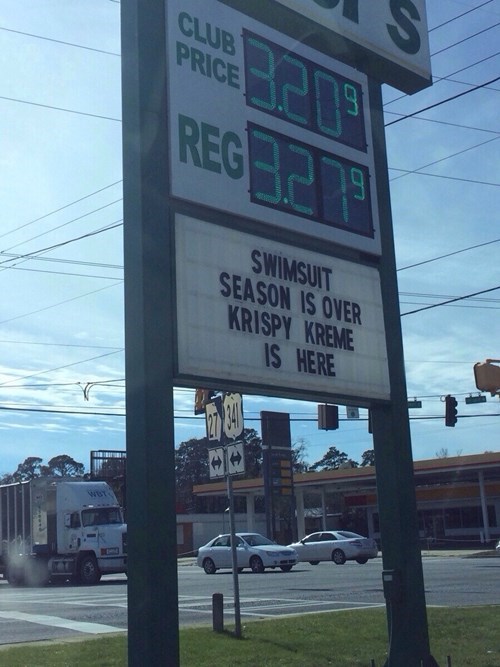 CLUB
PRICE
3.20 9
REG
3.27 9
SWIMSUIT
SEASON IS OVER
KRISPY KREME
IS HERE
27
341